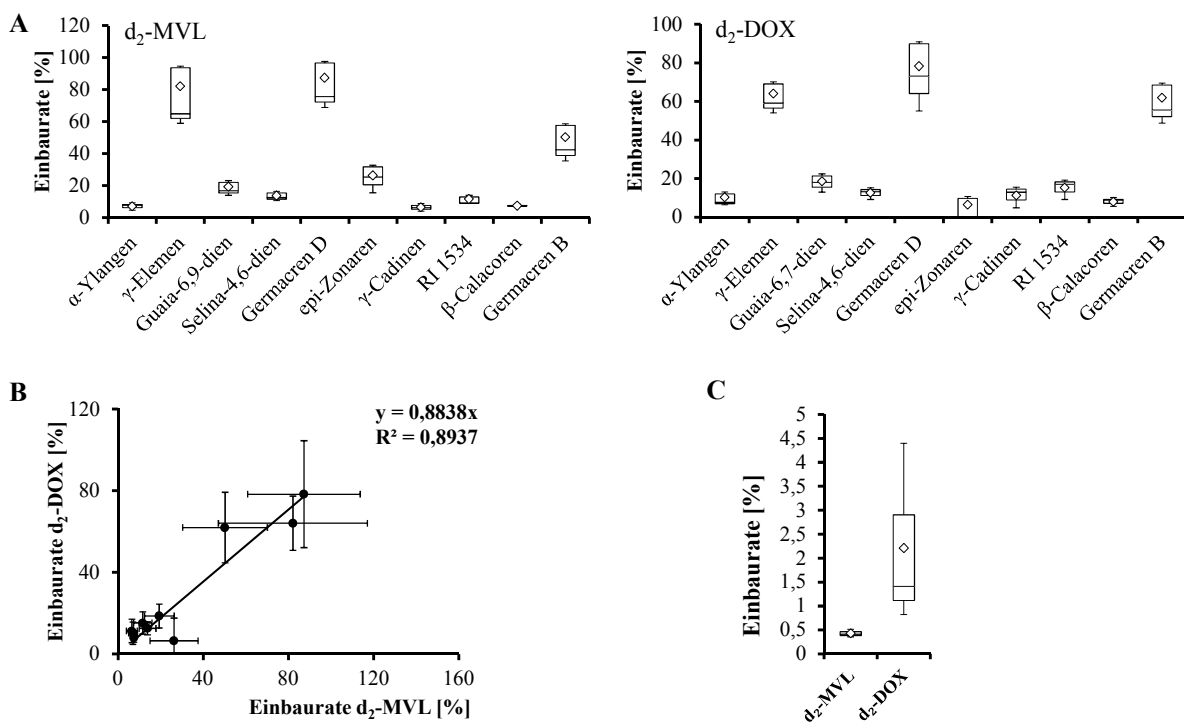 A
d₂-MVL
Einbaurate [%]
120
100
80
60
40
20
0
α-Ylangen
γ-Elemen
Guaia-6,9-dien
Selina-4,6-dien
Germacren D
epi-Zonaren
γ-Cadinen
RI 1534
β-Calacoren
Germacren B
d₂-DOX
Einbaurate [%]
100
80
60
40
20
0
α-Ylangen
γ-Elemen
Guaia-6,7-dien
Selina-4,6-dien
Germacren D
epi-Zonaren
γ-Cadinen
RI 1534
β-Calacoren
Germacren B
B
y = 0,8838x
R² = 0,8937
Einbaurate d₂-DOX [%]
120
80
40
0
0 40 80 120 160
Einbaurate d₂-MVL [%]
C
Einbaurate [%]
5
4,5
4
3,5
3
2,5
2
1,5
1
0,5
0
d₂-MVL
d₂-DOX